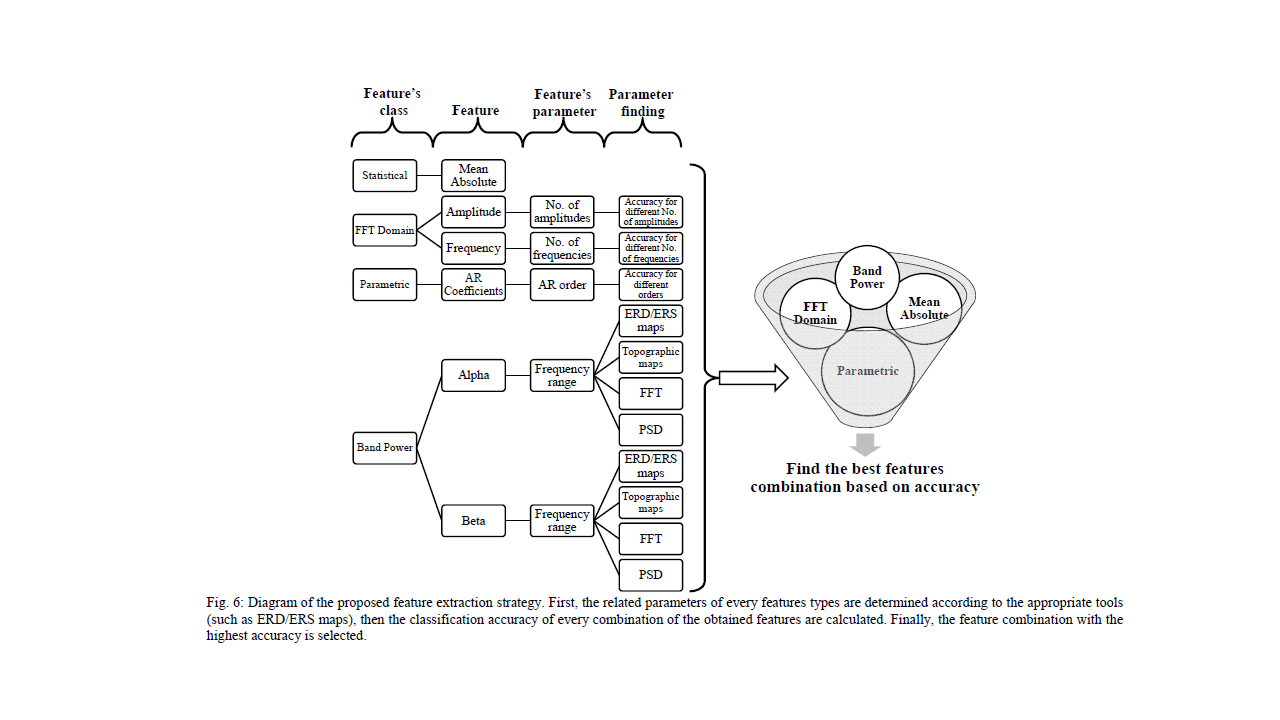 Feature's
class
Feature
Feature's
parameter
Parameter
finding
Statistical
Mean
Absolute
FFT Domain
Amplitude
No. of
amplitudes
Accuracy for
different No.
of amplitudes
Frequency
No. of
frequencies
Accuracy for
different No.
of frequencies
Parametric
AR
Coefficients
AR order
Accuracy for
different
orders
Band Power
Alpha
Frequency
range
ERD/ERS
maps
Topographic
maps
FFT
PSD
Beta
Frequency
range
ERD/ERS
maps
Topographic
maps
FFT
PSD
Band
Power
FFT
Domain
Mean
Absolute
Parametric
Find the best features
combination based on accuracy
Fig. 6: Diagram of the proposed feature extraction strategy. First, the related parameters of every features types are determined according to the appropriate tools
(such as ERD/ERS maps), then the classification accuracy of every combination of the obtained features are calculated. Finally, the feature combination with the
highest accuracy is selected.